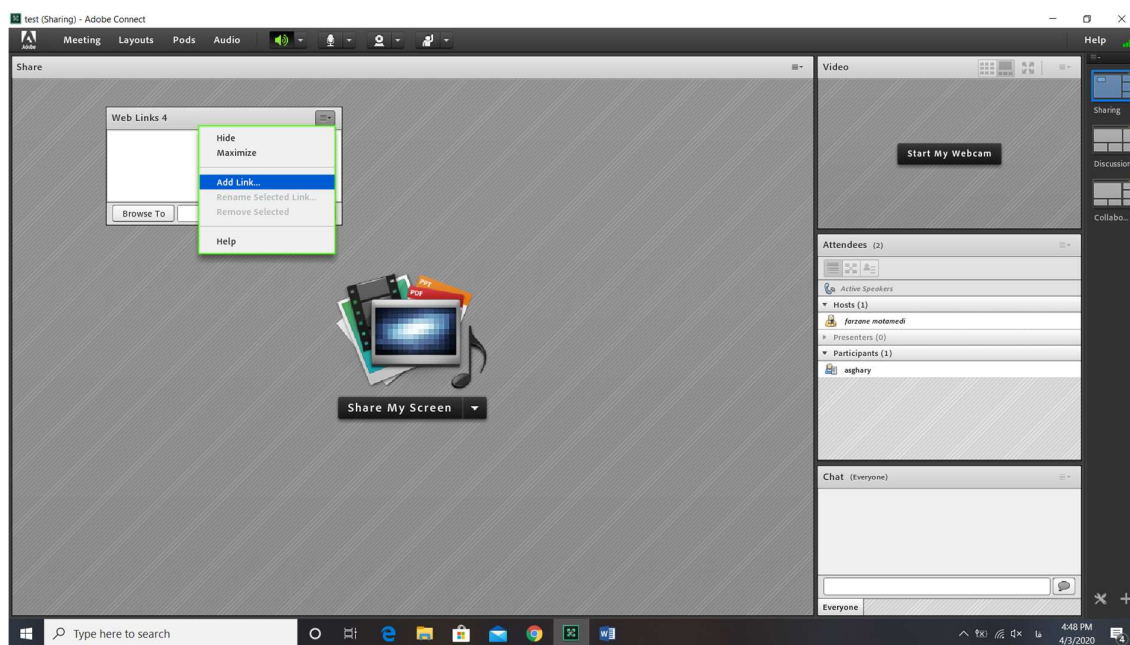 test (Sharing) - Adobe Connect
Adobe
Meeting Layouts Pods Audio
Help
Share
Web Links 4
Hide
Maximize
Add Link...
Rename Selected Link...
Remove Selected
Help
Browse To
PPT
PDF
Share My Screen
Video
Start My Webcam
Attendees (2)
Active Speakers
Hosts (1)
farzane motamedi
Presenters (0)
Participants (1)
asghary
Chat (Everyone)
Everyone
Sharing
Discussion
Collabo...
Type here to search
فا
4:48 PM
4/3/2020
4